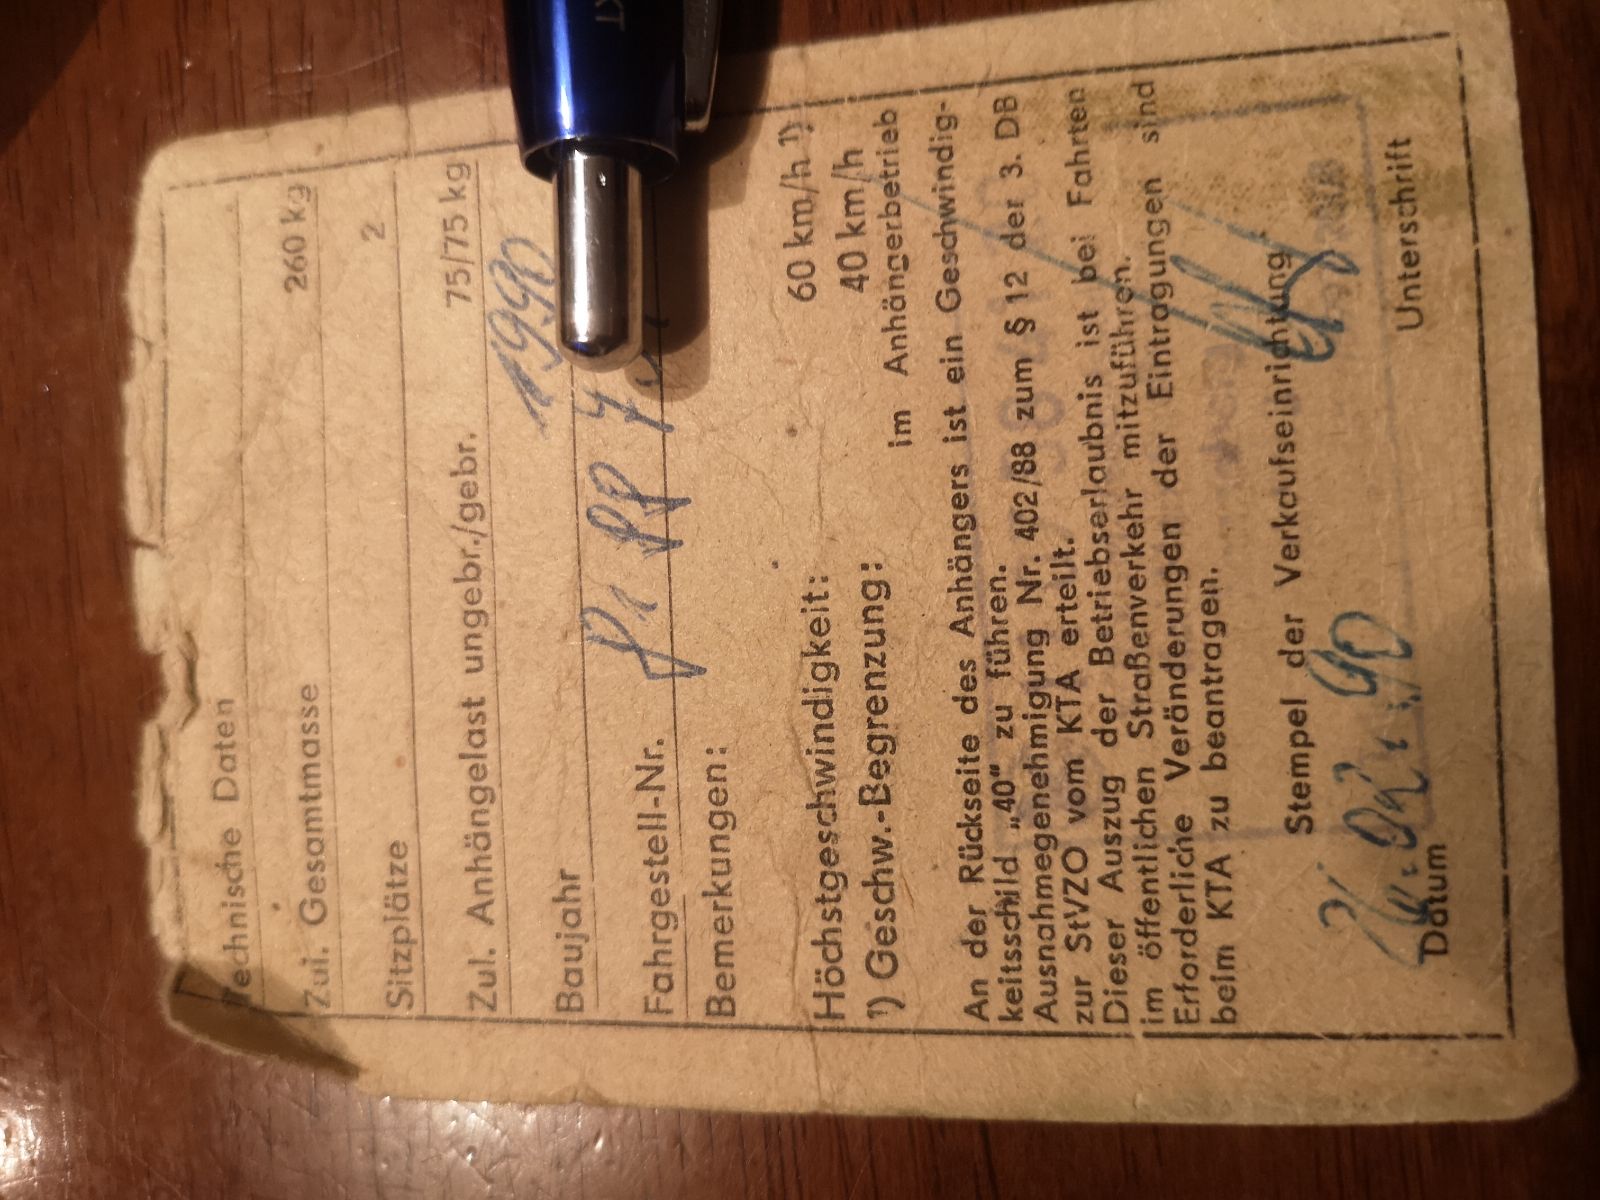 Technische Daten
Zul. Gesamtmasse 260 kg
Sitzplätze 2
Zul. Anhängelast ungebr./gebr. 75/75 kg
Baujahr 1990
Fahrgestell-Nr.
Bemerkungen:
Höchstgeschwindigkeit: 60 km/h 1)
1) Geschw.-Begrenzung: 40 km/h
im Anhängerbetrieb
An der Rückseite des Anhängers ist ein Geschwindig-
keitsschild „40“ zu führen.
Ausnahmegenehmigung Nr. 402/88 zum § 12 der 3. DB
zur StVZO vom KTA erteilt.
Dieser Auszug der Betriebserlaubnis ist bei Fahrten
im öffentlichen Straßenverkehr mitzuführen.
Erforderliche Veränderungen der Eintragungen sind
beim KTA zu beantragen.
Stempel der Verkaufseinrichtung
Datum Unterschrift